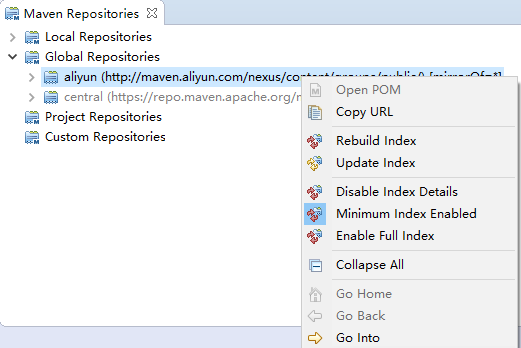 Maven Repositories
Local Repositories
Global Repositories
aliyun (http://maven.aliyun.com/nexus/content/groups/public/) [mirrorOf=*]
central (https://repo.maven.apache.org/
Project Repositories
Custom Repositories
Open POM
Copy URL
Rebuild Index
Update Index
Disable Index Details
Minimum Index Enabled
Enable Full Index
Collapse All
Go Home
Go Back
Go Into